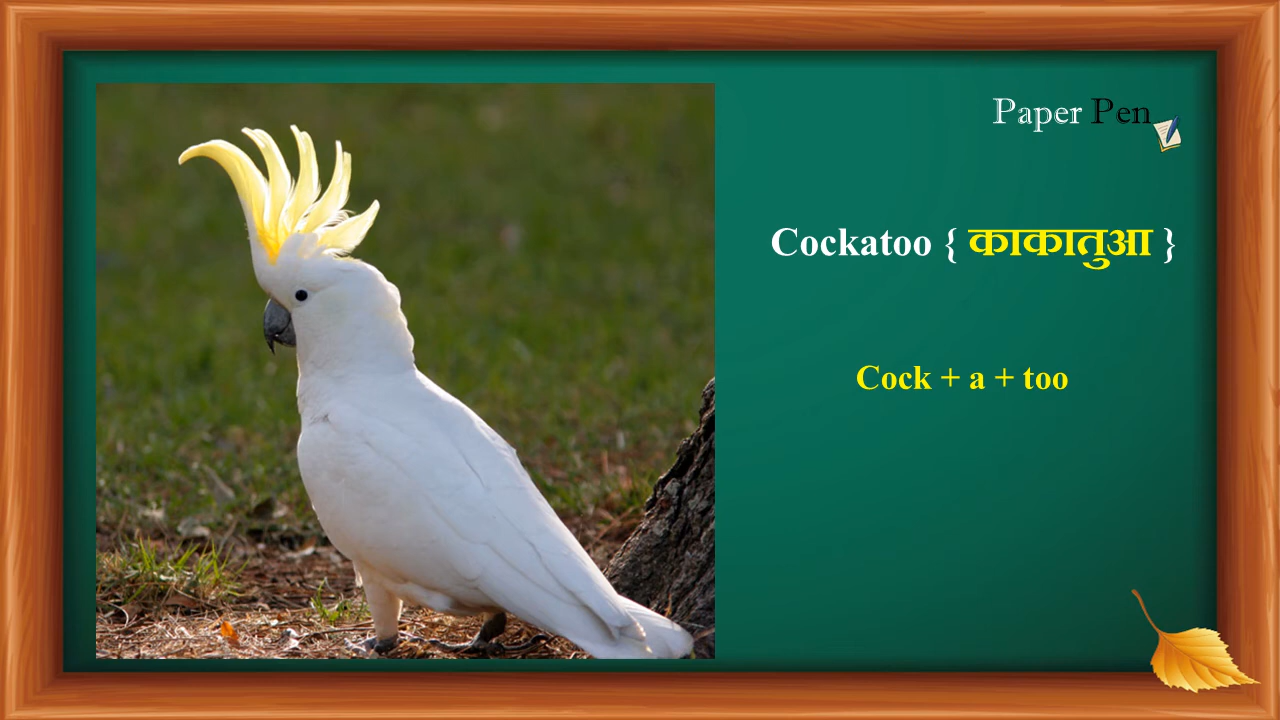 Paper Pen
Cockatoo { काकातुआ }
Cock + a + too